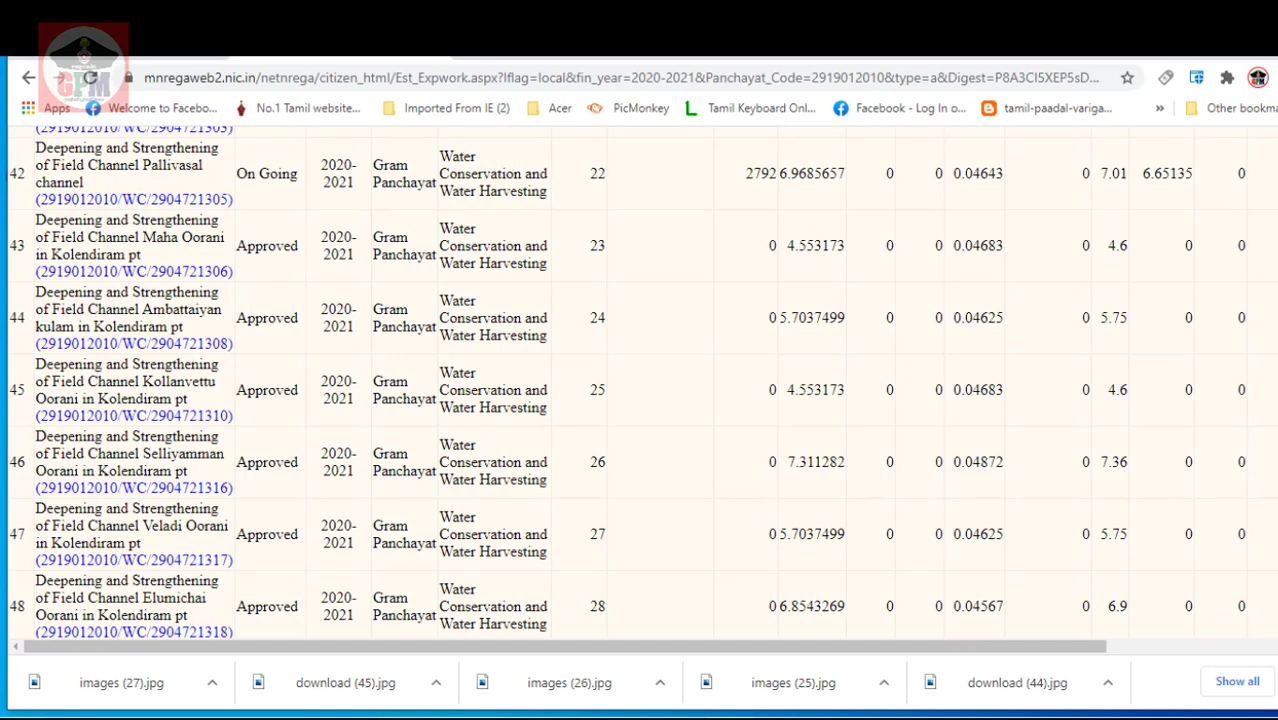 CPM
mnregaweb2.nic.in/netnrega/citizen_html/Est_Expwork.aspx?lflag=local&fin_year=2020-2021&Panchayat_Code=2919012010&type=a&Digest=P8A3CI5XEP5sD...
Apps Welcome to Facebo... No.1 Tamil website... Imported From IE (2) Acer PicMonkey Tamil Keyboard Onl... Facebook - Log In o... tamil-paadal-variga... » Other bookma
(2919012010/WC/2904721303)
42 Deepening and Strengthening of Field Channel Pallivasal channel (2919012010/WC/2904721305) On Going 2020-2021 Gram Panchayat Water Conservation and Water Harvesting 22 2792 6.9685657 0 0 0.04643 0 7.01 6.65135 0
43 Deepening and Strengthening of Field Channel Maha Oorani in Kolendiram pt (2919012010/WC/2904721306) Approved 2020-2021 Gram Panchayat Water Conservation and Water Harvesting 23 0 4.553173 0 0 0.04683 0 4.6 0 0
44 Deepening and Strengthening of Field Channel Ambattaiyan kulam in Kolendiram pt (2919012010/WC/2904721308) Approved 2020-2021 Gram Panchayat Water Conservation and Water Harvesting 24 0 5.7037499 0 0 0.04625 0 5.75 0 0
45 Deepening and Strengthening of Field Channel Kollanvettu Oorani in Kolendiram pt (2919012010/WC/2904721310) Approved 2020-2021 Gram Panchayat Water Conservation and Water Harvesting 25 0 4.553173 0 0 0.04683 0 4.6 0 0
46 Deepening and Strengthening of Field Channel Selliyamman Oorani in Kolendiram pt (2919012010/WC/2904721316) Approved 2020-2021 Gram Panchayat Water Conservation and Water Harvesting 26 0 7.311282 0 0 0.04872 0 7.36 0 0
47 Deepening and Strengthening of Field Channel Veladi Oorani in Kolendiram pt (2919012010/WC/2904721317) Approved 2020-2021 Gram Panchayat Water Conservation and Water Harvesting 27 0 5.7037499 0 0 0.04625 0 5.75 0 0
48 Deepening and Strengthening of Field Channel Elumichai Oorani in Kolendiram pt (2919012010/WC/2904721318) Approved 2020-2021 Gram Panchayat Water Conservation and Water Harvesting 28 0 6.8543269 0 0 0.04567 0 6.9 0 0
images (27).jpg download (45).jpg images (26).jpg images (25).jpg download (44).jpg Show all